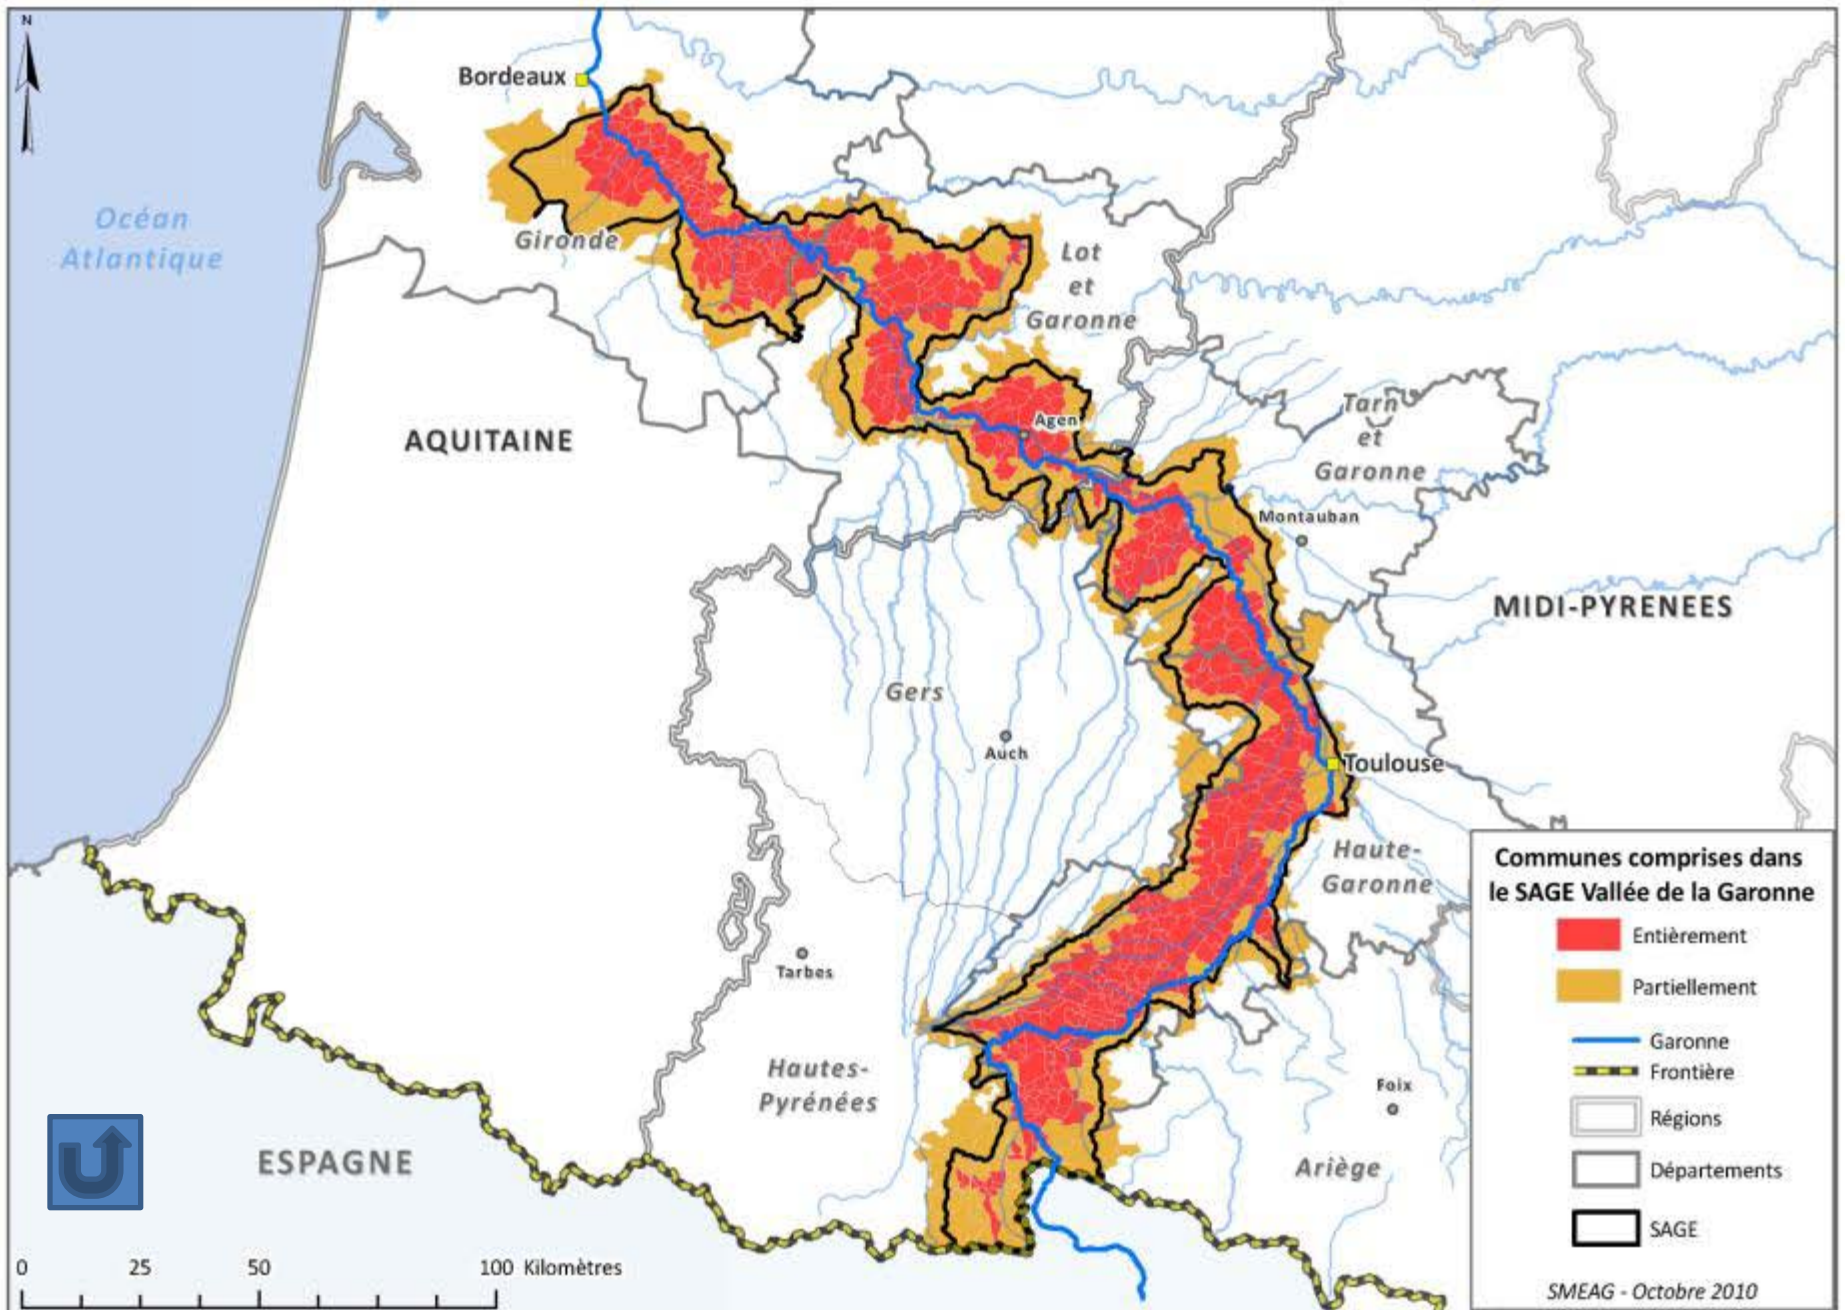 N
Bordeaux
Océan
Atlantique
Gironde
Lot
et
Garonne
AQUITAINE
Agen
Tarn
et
Garonne
Montauban
MIDI-PYRENEES
Gers
Auch
Toulouse
Haute-
Garonne
Tarbes
Hautes-
Pyrénées
Foix
Ariège
ESPAGNE
0 25 50 100 Kilomètres
Communes comprises dans
le SAGE Vallée de la Garonne
Entièrement
Partiellement
Garonne
Frontière
Régions
Départements
SAGE
SMEAG - Octobre 2010